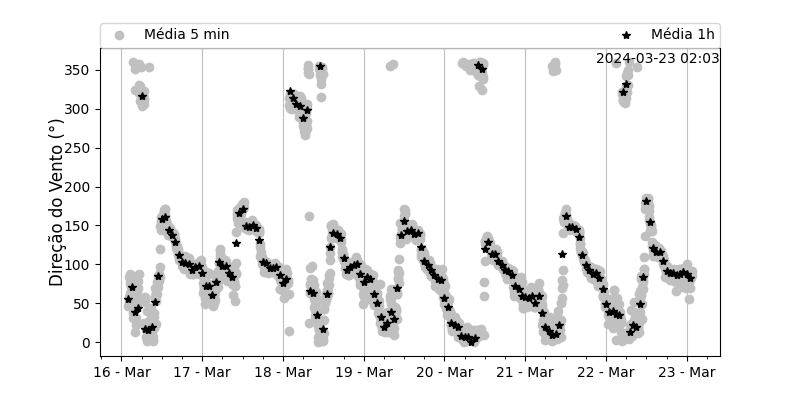 Média 5 min
Média 1h
2024-03-23 02:03
Direção do Vento (°)
350
300
250
200
150
100
50
0
16 - Mar
17 - Mar
18 - Mar
19 - Mar
20 - Mar
21 - Mar
22 - Mar
23 - Mar